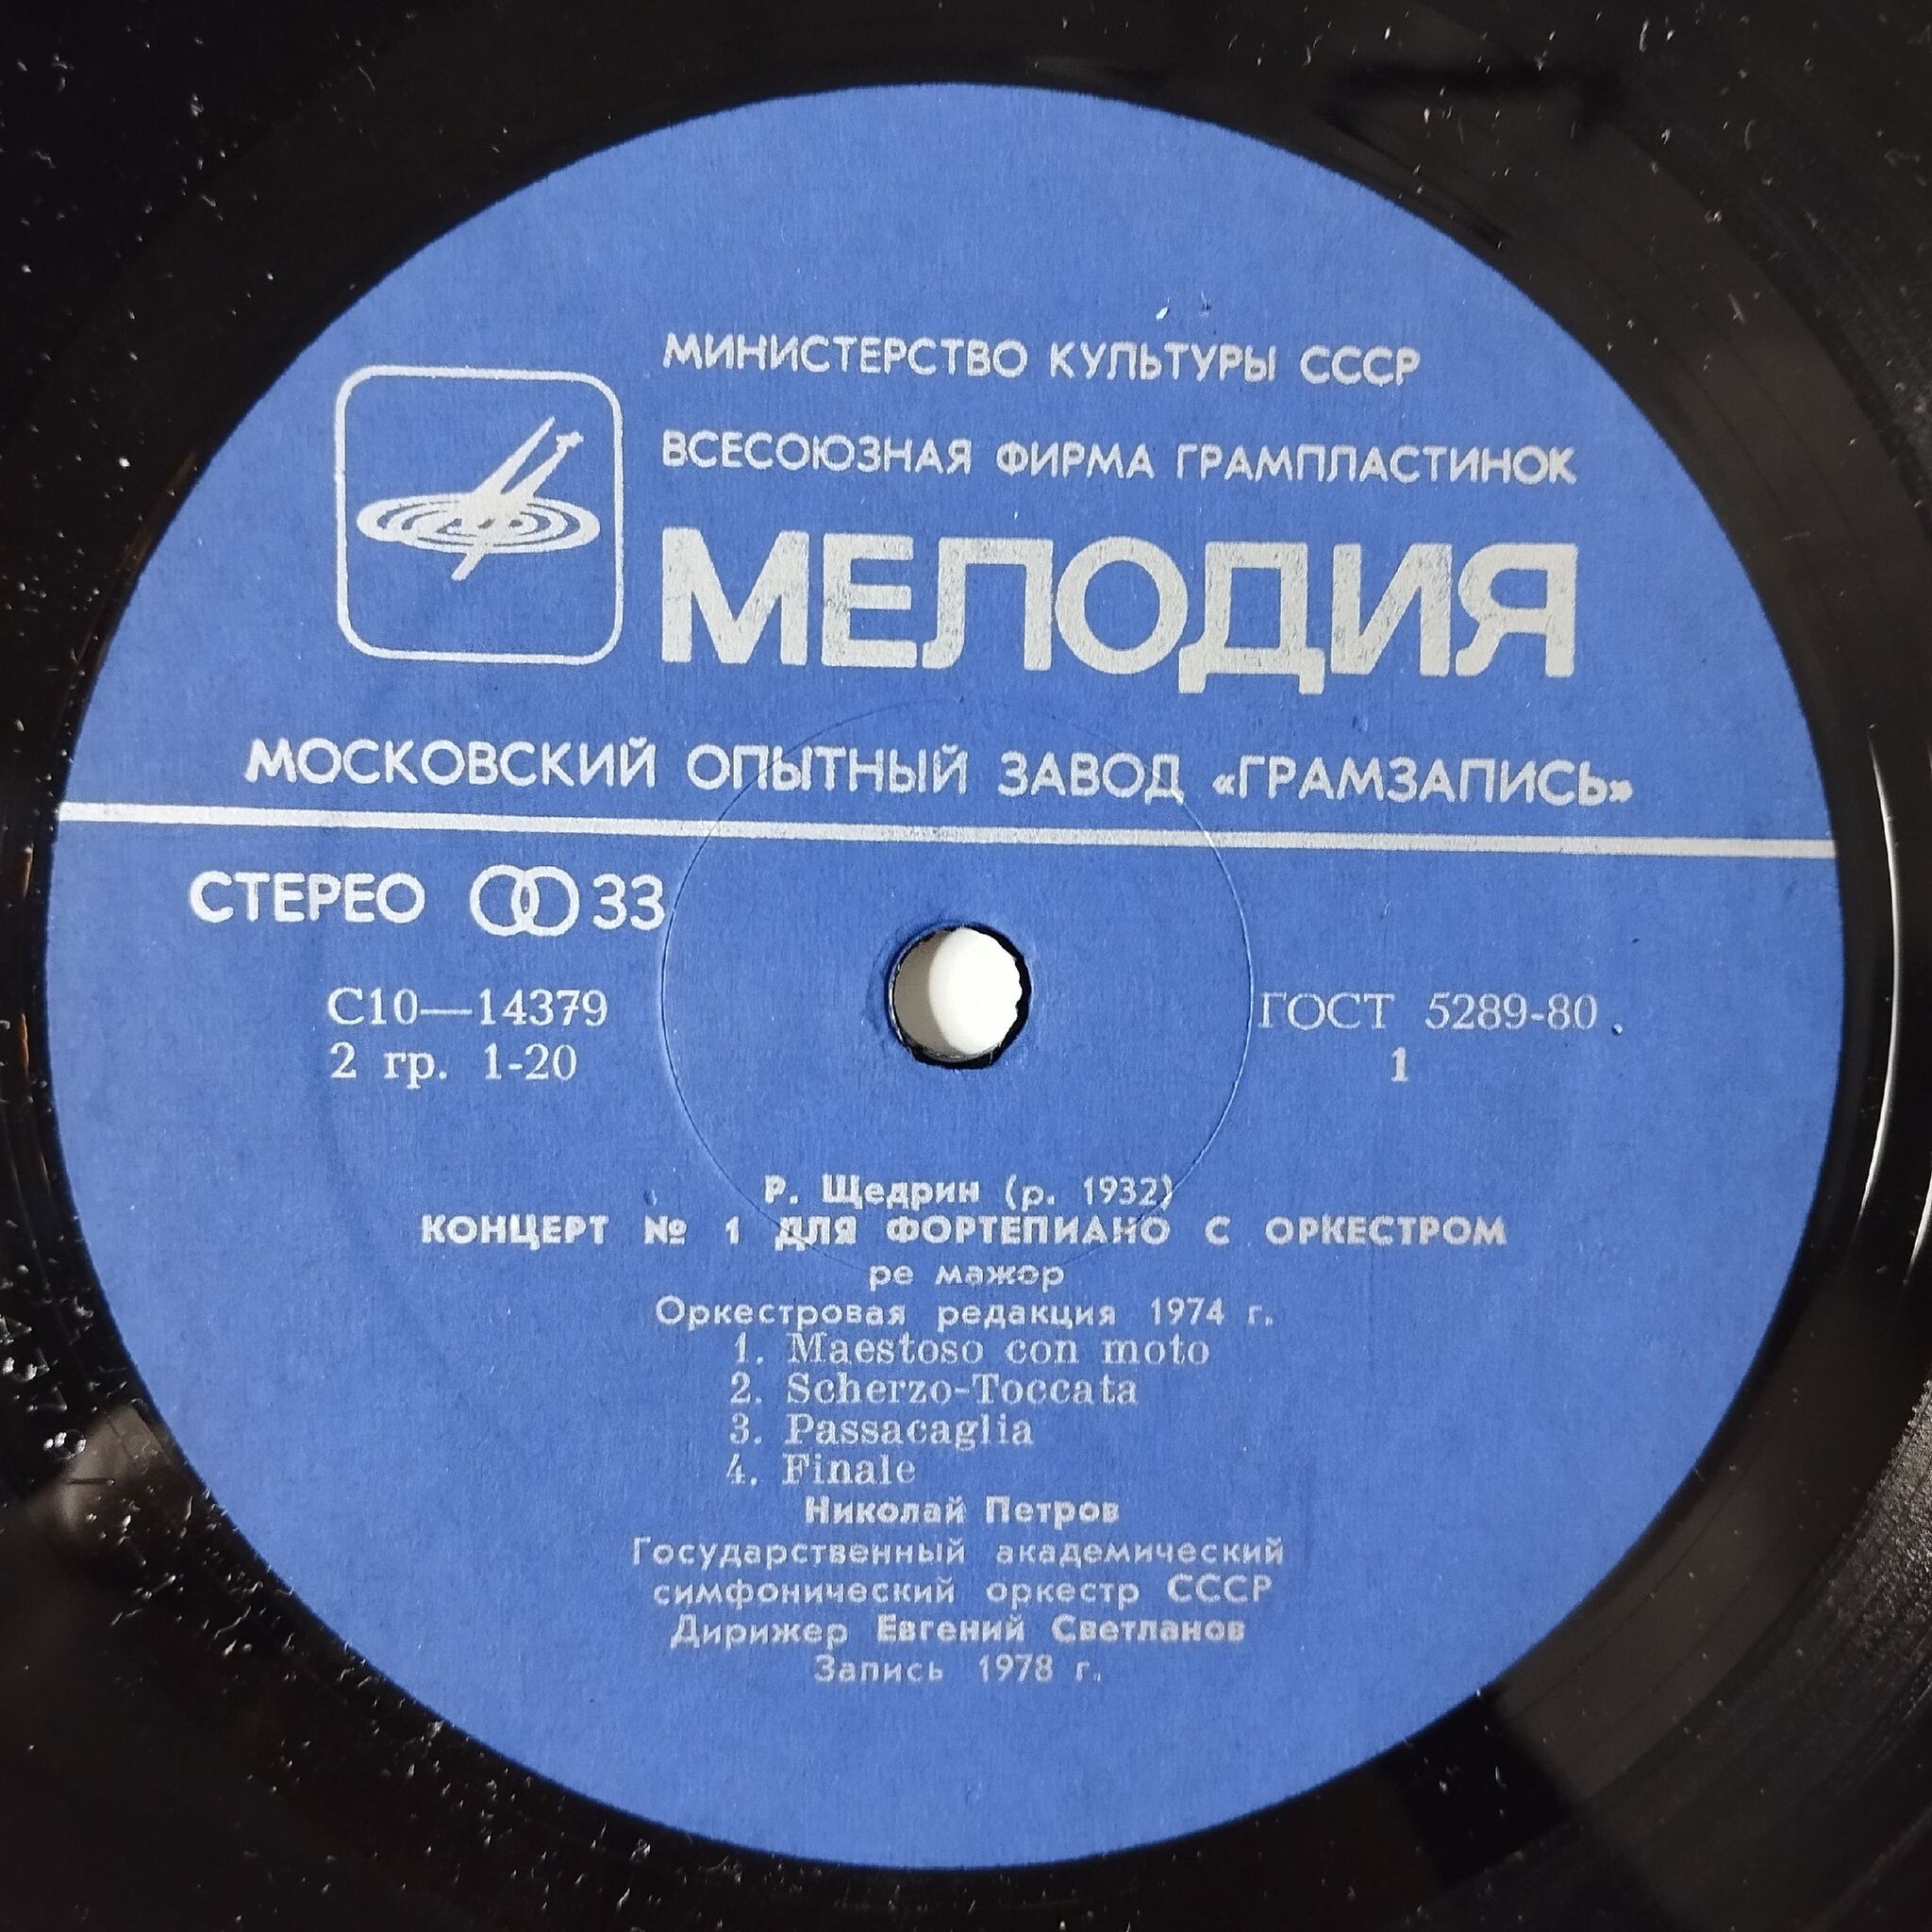 МИНИСТЕРСТВО КУЛЬТУРЫ СССР
ВСЕСОЮЗНАЯ ФИРМА ГРАМПЛАСТИНОК
МЕЛОДИЯ
МОСКОВСКИЙ ОПЫТНЫЙ ЗАВОД «ГРАМЗАПИСЬ»
СТЕРЕО 33
С10—14379
2 гр. 1-20
ГОСТ 5289-80
1
Р. Щедрин (р. 1932)
КОНЦЕРТ № 1 ДЛЯ ФОРТЕПИАНО С ОРКЕСТРОМ
ре мажор
Оркестровая редакция 1974 г.
1. Maestoso con moto
2. Scherzo-Toccata
3. Passacaglia
4. Finale
Николай Петров
Государственный академический
симфонический оркестр СССР
Дирижер Евгений Светланов
Запись 1978 г.